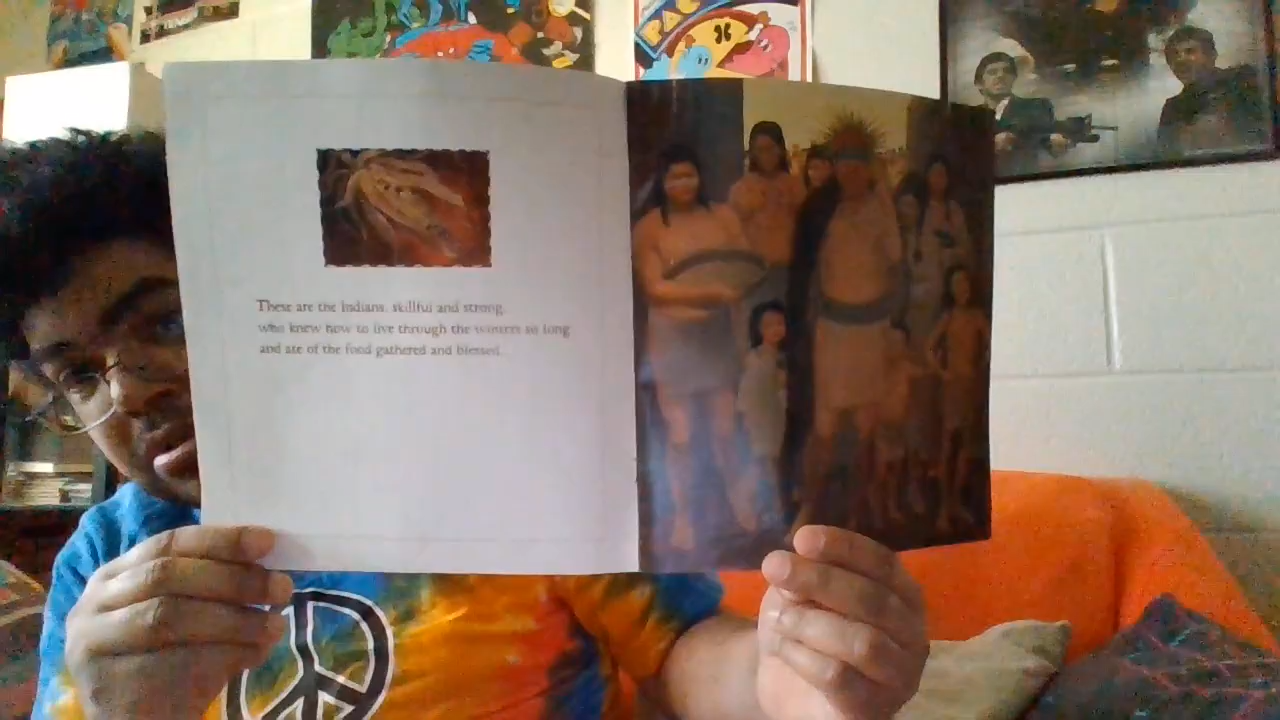 PAC
These are the Indians, skillful and strong,
who knew how to live through the winters so long
and ate of the food gathered and blessed.